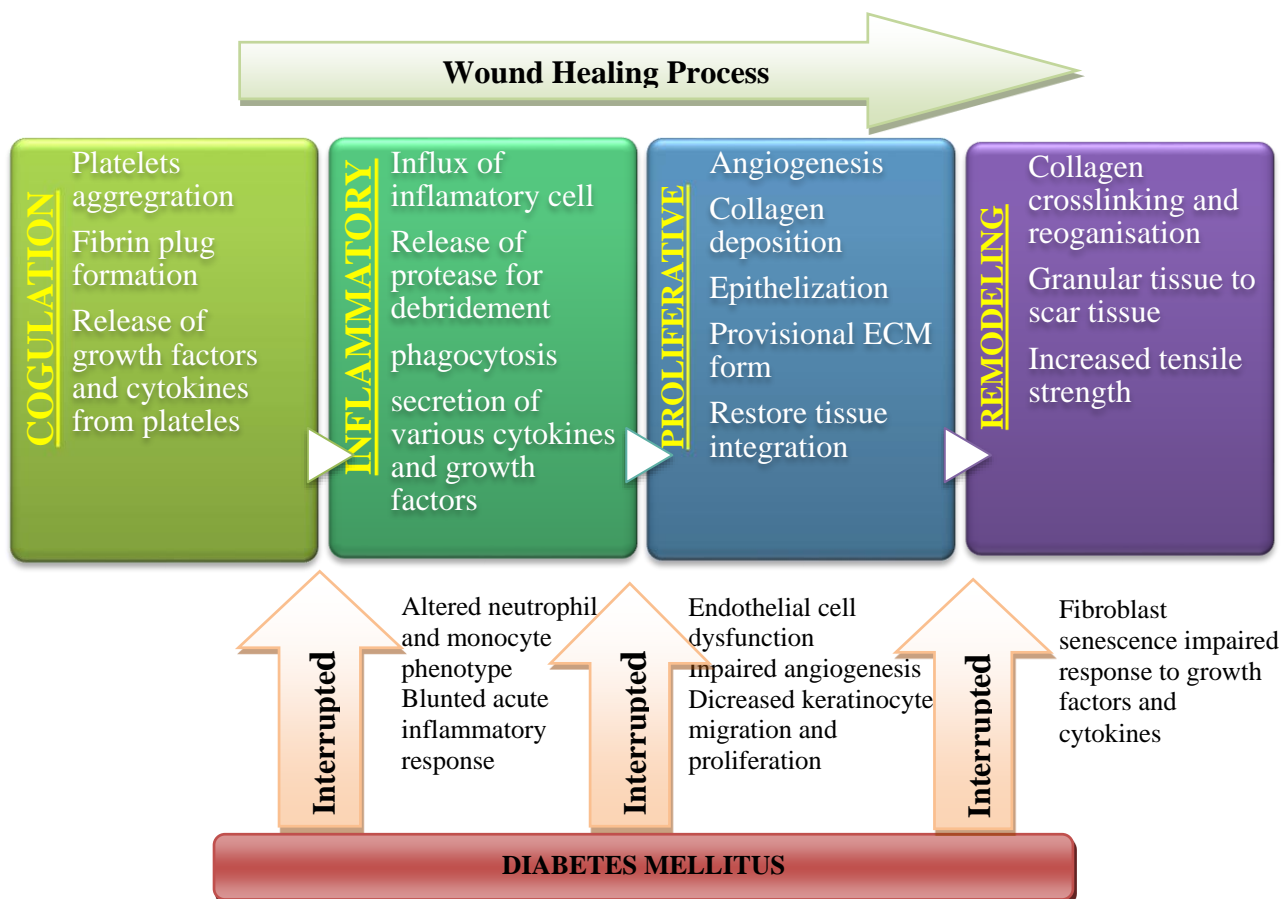 Wound Healing Process
COGULATION
Platelets
aggregration
Fibrin plug
formation
Release of
growth factors
and cytokines
from plateles
INFLAMMATORY
Influx of
inflamatory cell
Release of
protease for
debridement
phagocytosis
secretion of
various cytokines
and growth
factors
PROLIFERATIVE
Angiogenesis
Collagen
deposition
Epithelization
Provisional ECM
form
Restore tissue
integration
REMODELING
Collagen
crosslinking and
reoganisation
Granular tissue to
scar tissue
Increased tensile
strength
Interrupted
Altered neutrophil
and monocyte
phenotype
Blunted acute
inflammatory
response
Interrupted
Endothelial cell
dysfunction
Inpaired angiogenesis
Dicreased keratinocyte
migration and
proliferation
Interrupted
Fibroblast
senescence impaired
response to growth
factors and
cytokines
DIABETES MELLITUS